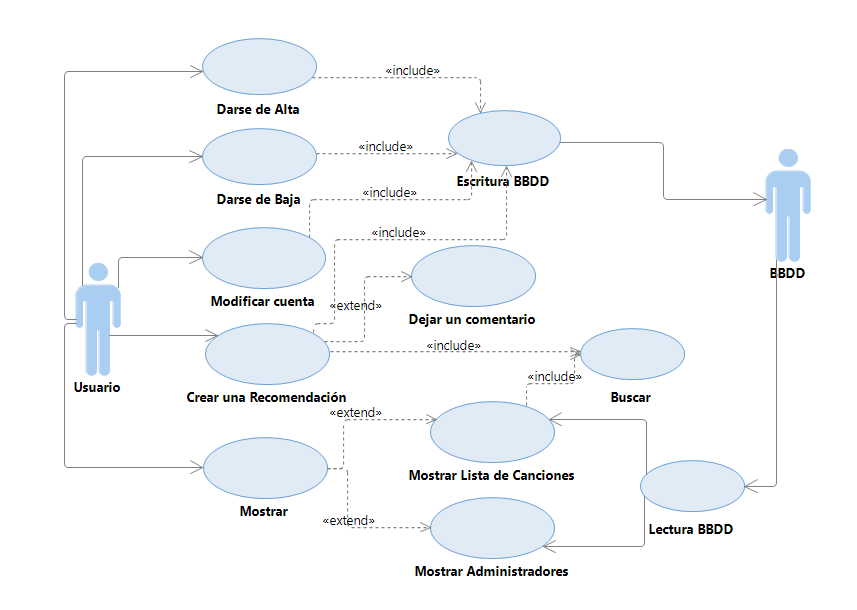 «include»
Darse de Alta
«include»
Escritura BBDD
Darse de Baja
«include»
«include»
BBDD
Modificar cuenta
«extend»
Dejar un comentario
«include»
Usuario
Crear una Recomendación
«include»
Buscar
«extend»
Mostrar Lista de Canciones
Mostrar
«extend»
Lectura BBDD
Mostrar Administradores